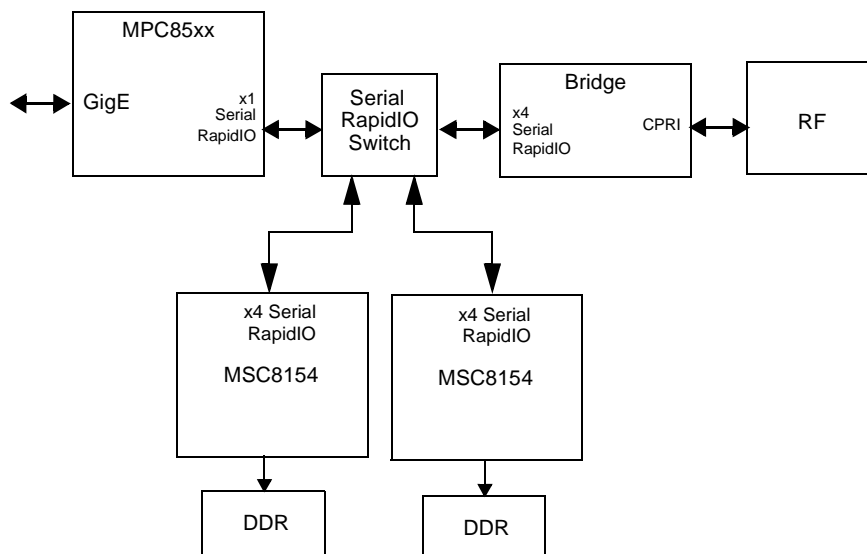 MPC85xx
GigE
x1
Serial
RapidIO
Serial
RapidIO
Switch
Bridge
x4
Serial
RapidIO
CPRI
RF
x4 Serial
RapidIO
MSC8154
x4 Serial
RapidIO
MSC8154
DDR
DDR